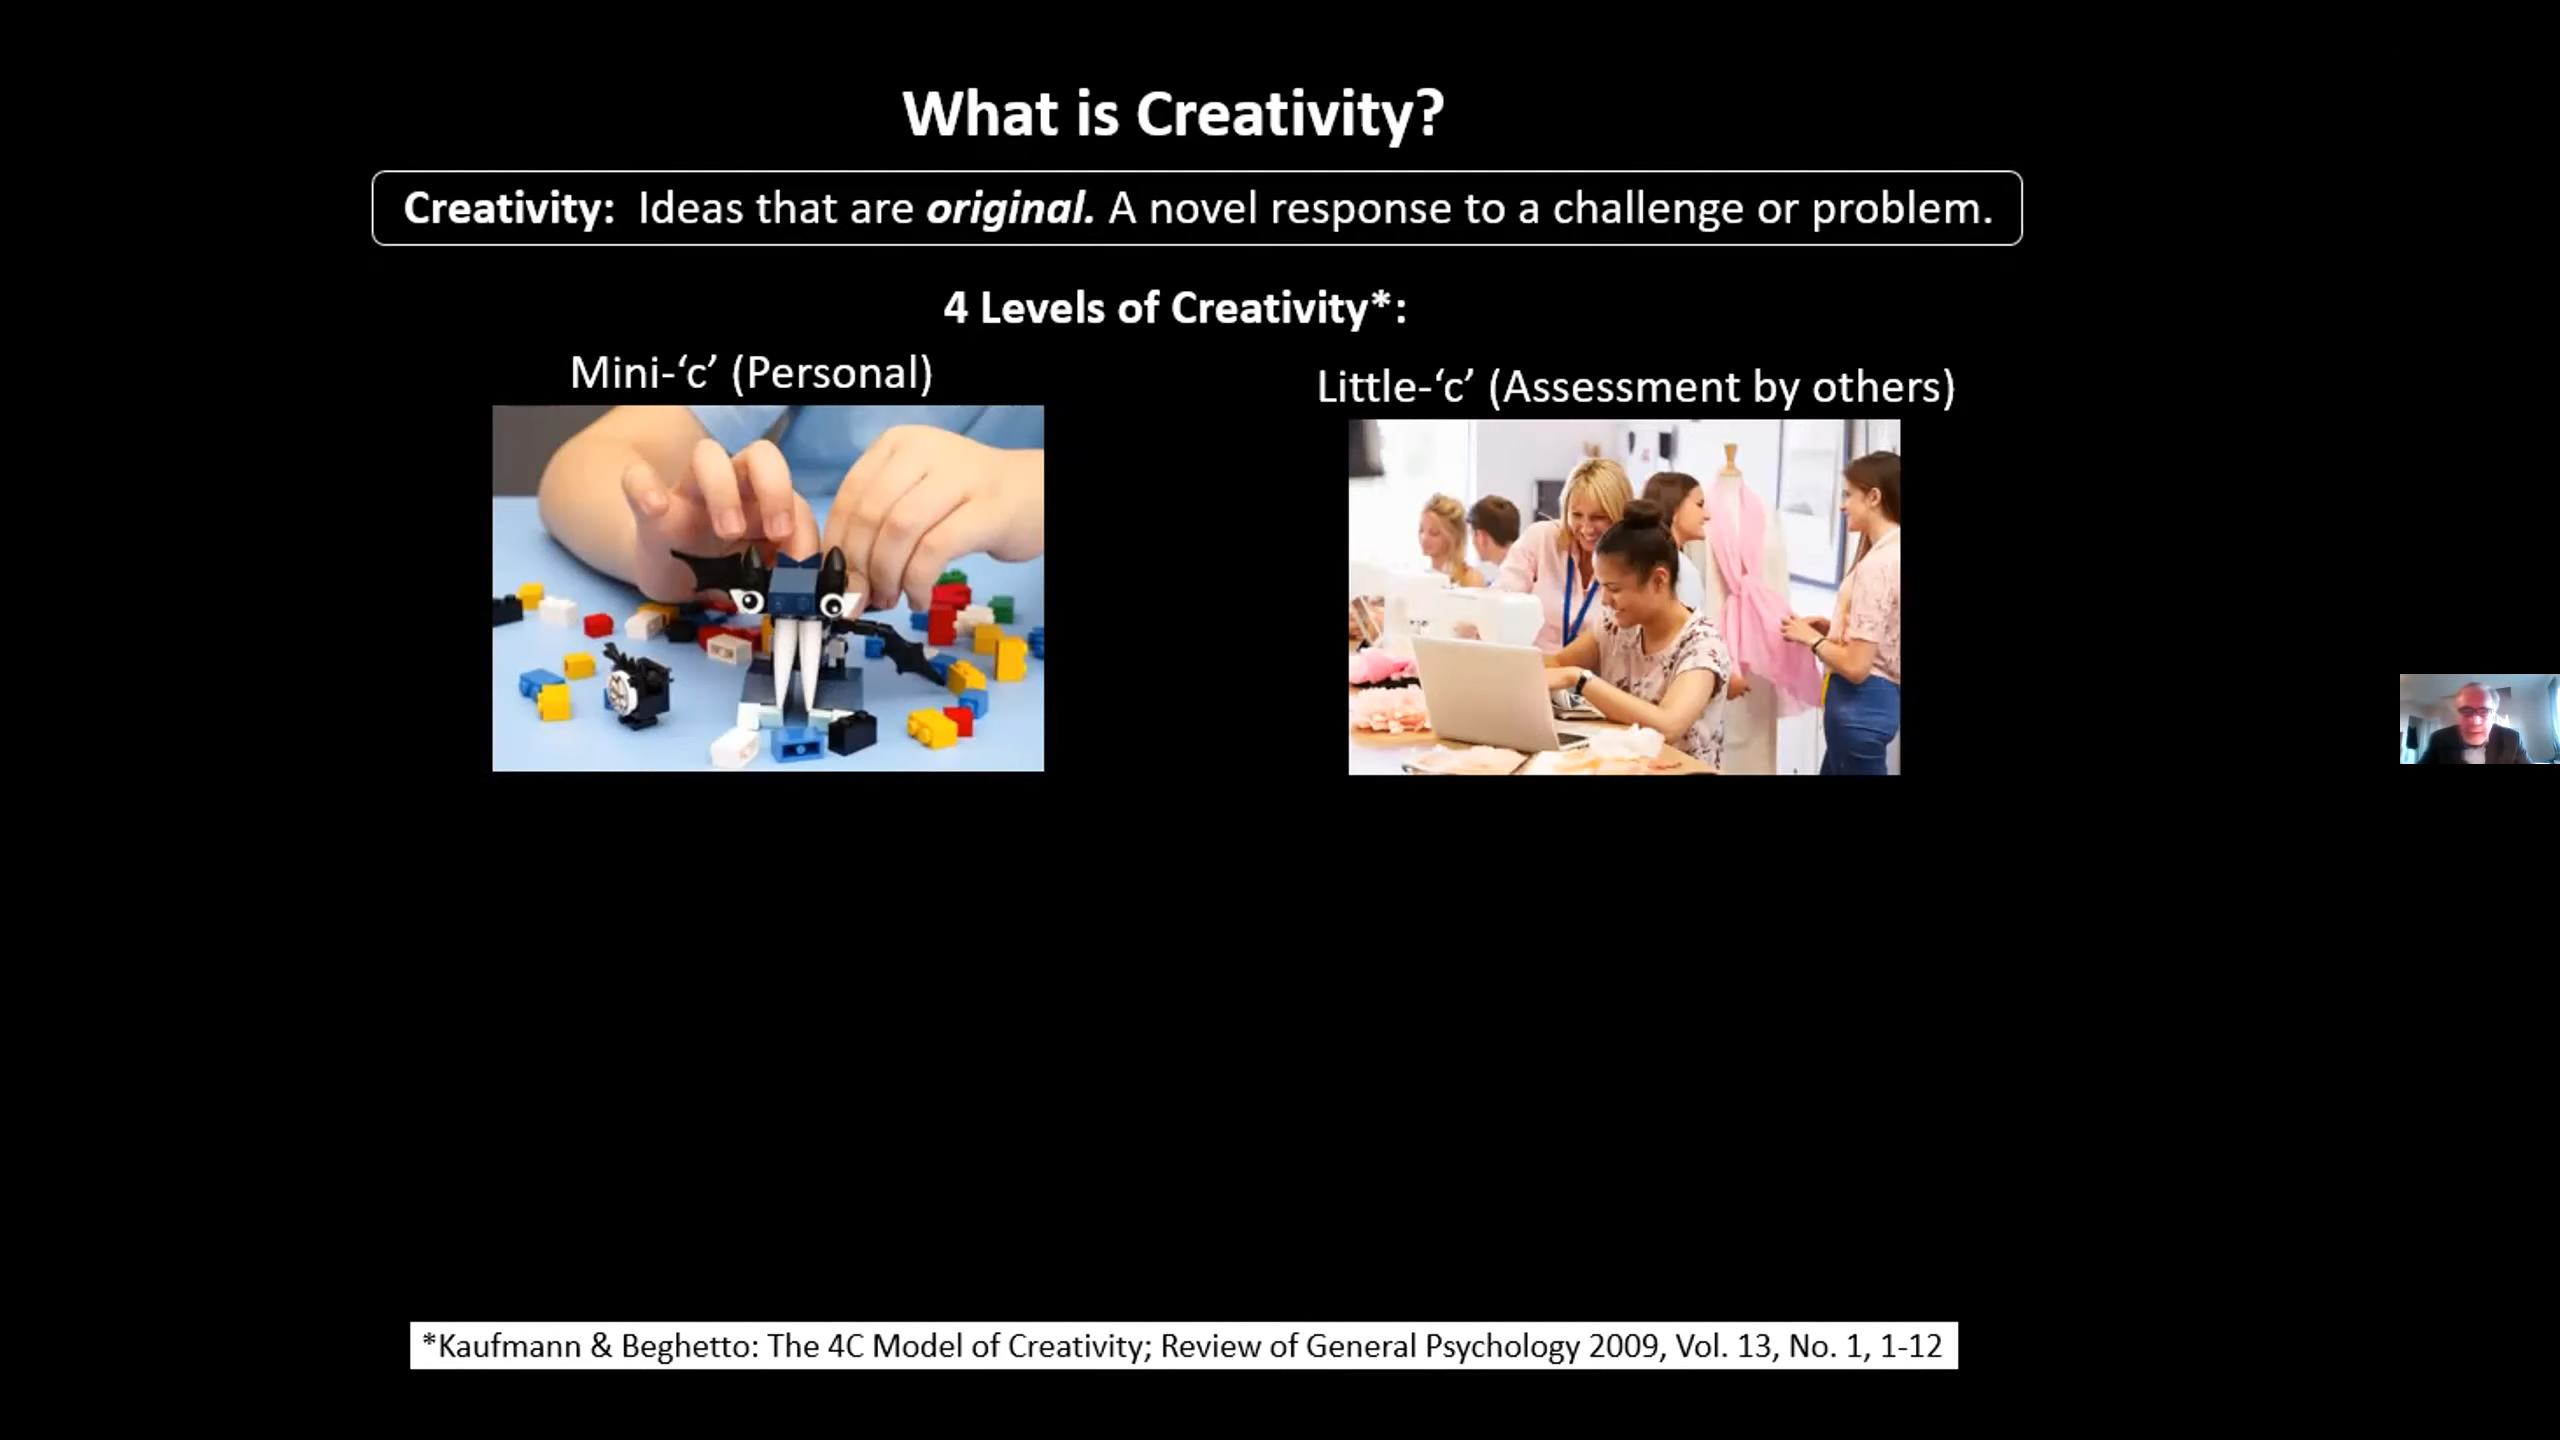 What is Creativity?
Creativity:  Ideas that are original. A novel response to a challenge or problem.
4 Levels of Creativity*:
Mini-‘c’ (Personal)
Little-‘c’ (Assessment by others)
*Kaufmann & Beghetto: The 4C Model of Creativity; Review of General Psychology 2009, Vol. 13, No. 1, 1-12